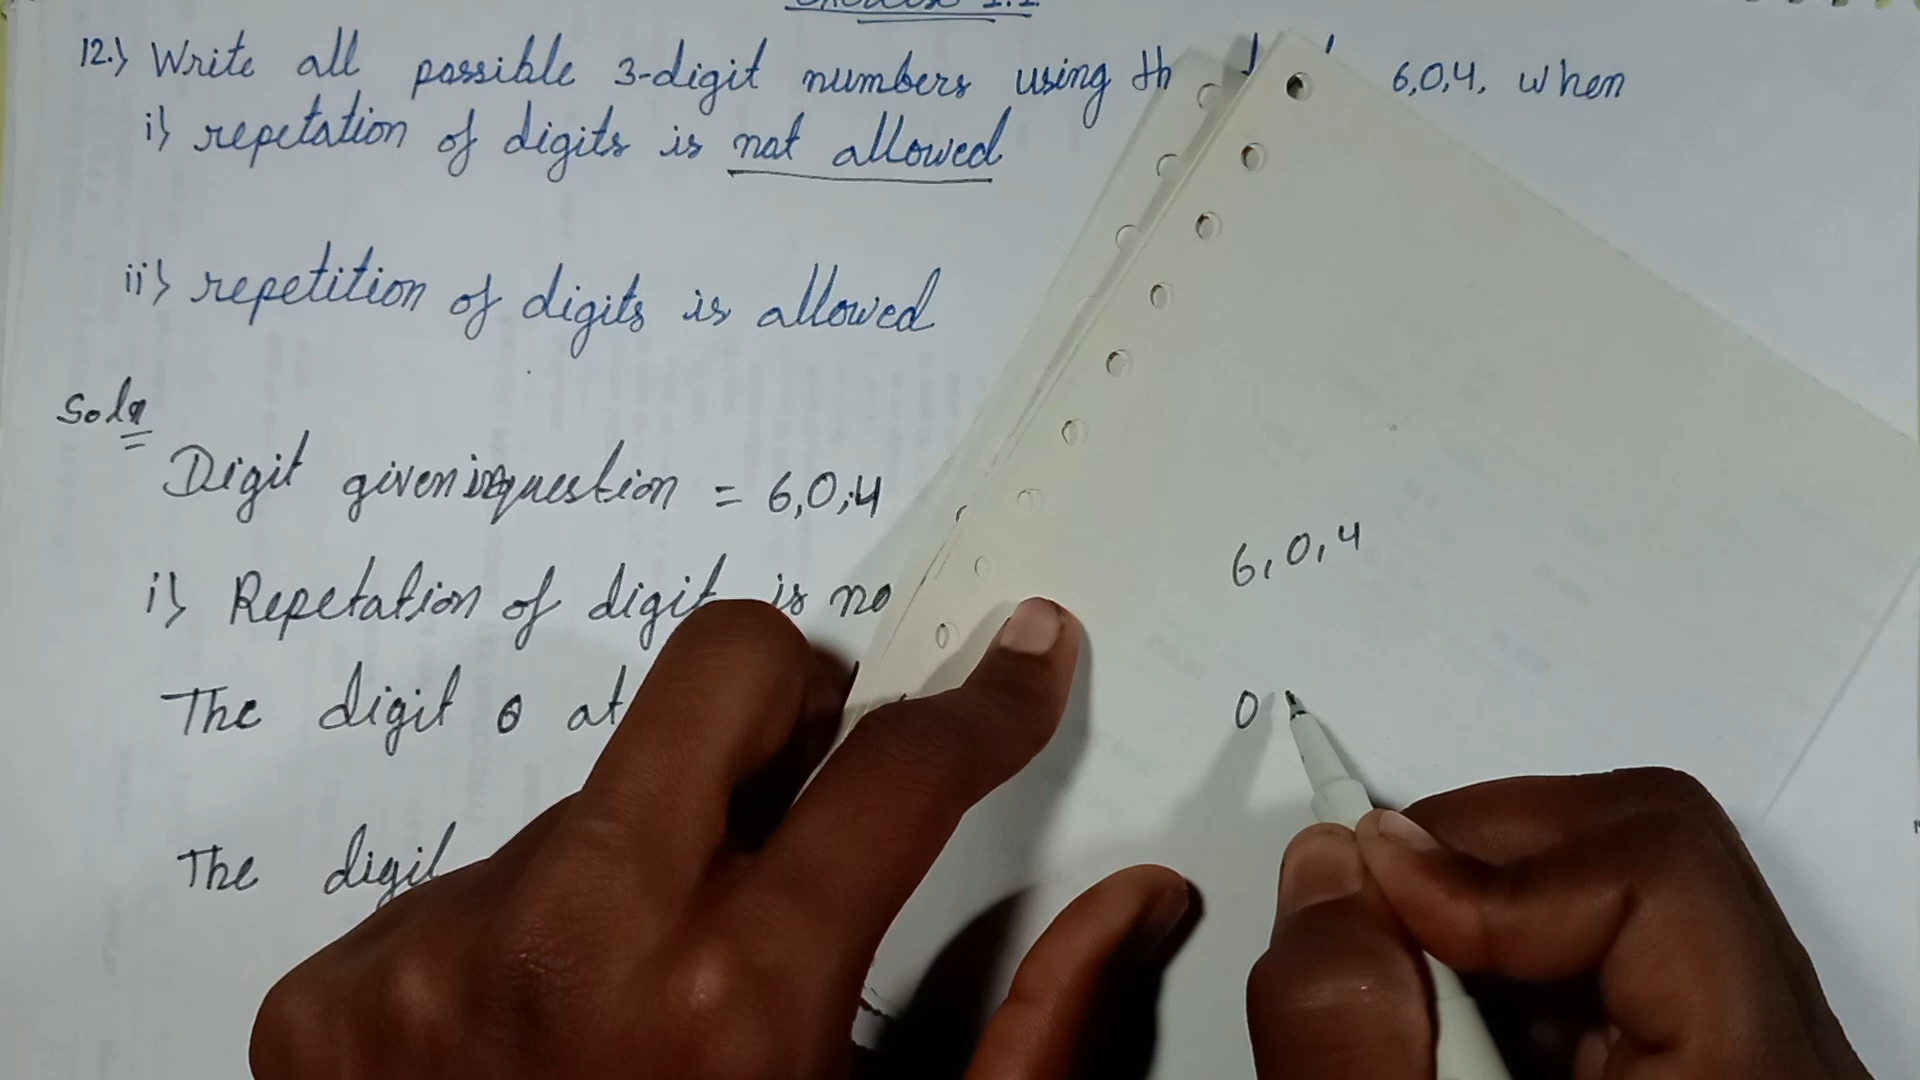 12.) Write all possible 3-digit numbers using th 6,0,4. when
i) repetation of digits is not allowed
ii) repetition of digits is allowed
Soln
Digit given in question = 6,0,4
i) Repetation of digit is no
The digit 0 at
The digit
6,0,4
0